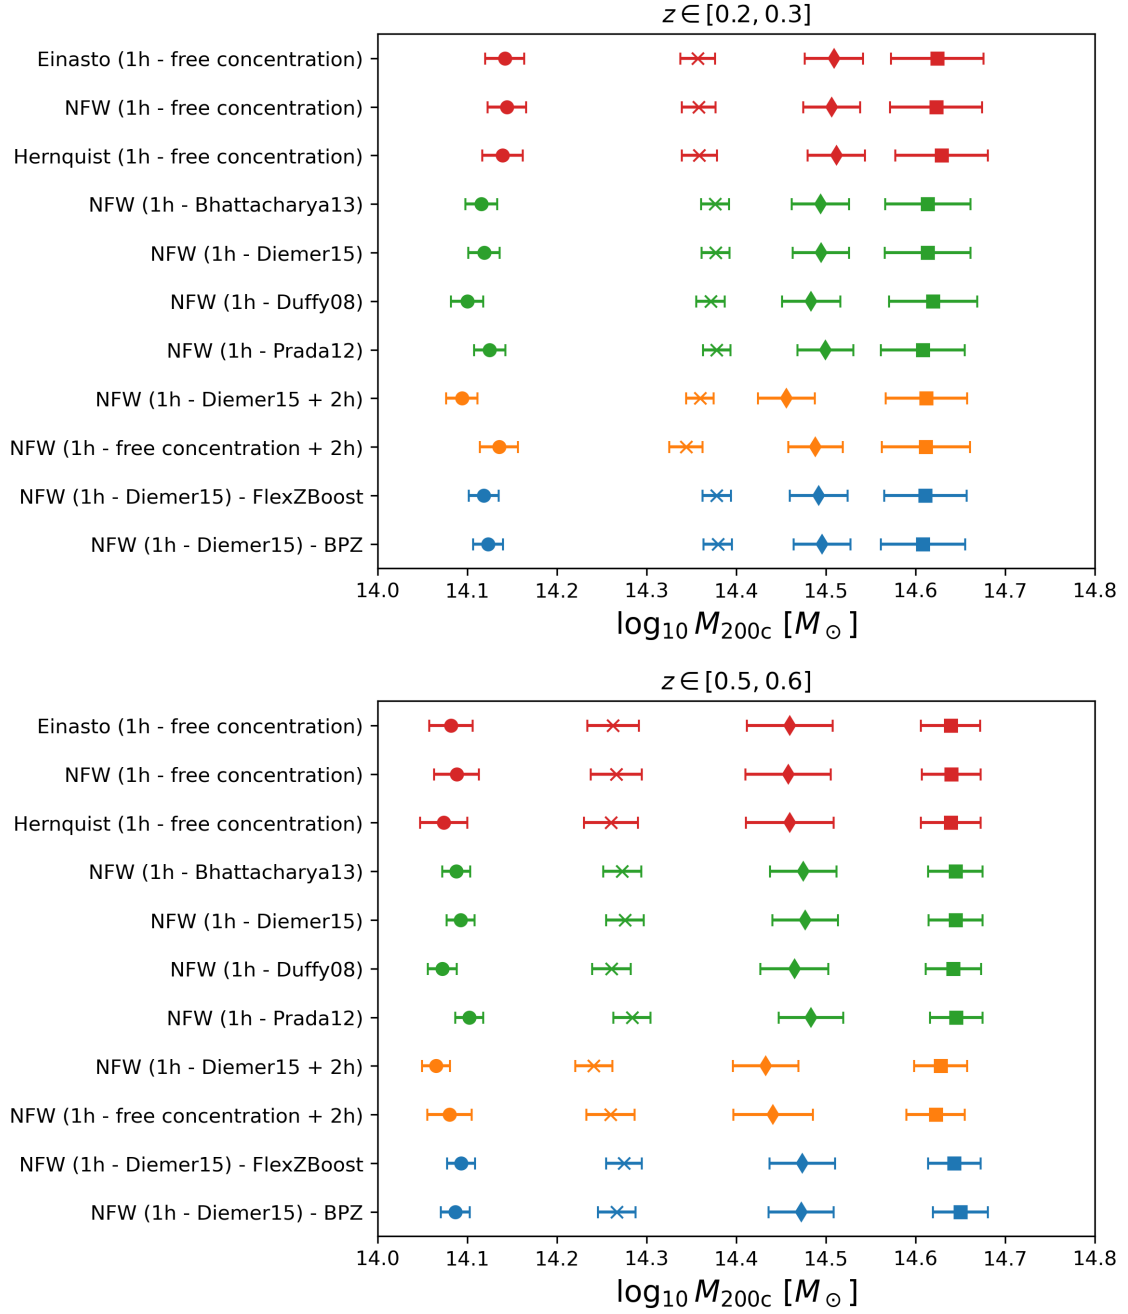 z ∈ [0.2, 0.3]
Einasto (1h - free concentration)
NFW (1h - free concentration)
Hernquist (1h - free concentration)
NFW (1h - Bhattacharya13)
NFW (1h - Diemer15)
NFW (1h - Duffy08)
NFW (1h - Prada12)
NFW (1h - Diemer15 + 2h)
NFW (1h - free concentration + 2h)
NFW (1h - Diemer15) - FlexZBoost
NFW (1h - Diemer15) - BPZ
14.0 14.1 14.2 14.3 14.4 14.5 14.6 14.7 14.8
log₁₀ M₂₀₀c [M⊙]
z ∈ [0.5, 0.6]
Einasto (1h - free concentration)
NFW (1h - free concentration)
Hernquist (1h - free concentration)
NFW (1h - Bhattacharya13)
NFW (1h - Diemer15)
NFW (1h - Duffy08)
NFW (1h - Prada12)
NFW (1h - Diemer15 + 2h)
NFW (1h - free concentration + 2h)
NFW (1h - Diemer15) - FlexZBoost
NFW (1h - Diemer15) - BPZ
14.0 14.1 14.2 14.3 14.4 14.5 14.6 14.7 14.8
log₁₀ M₂₀₀c [M⊙]